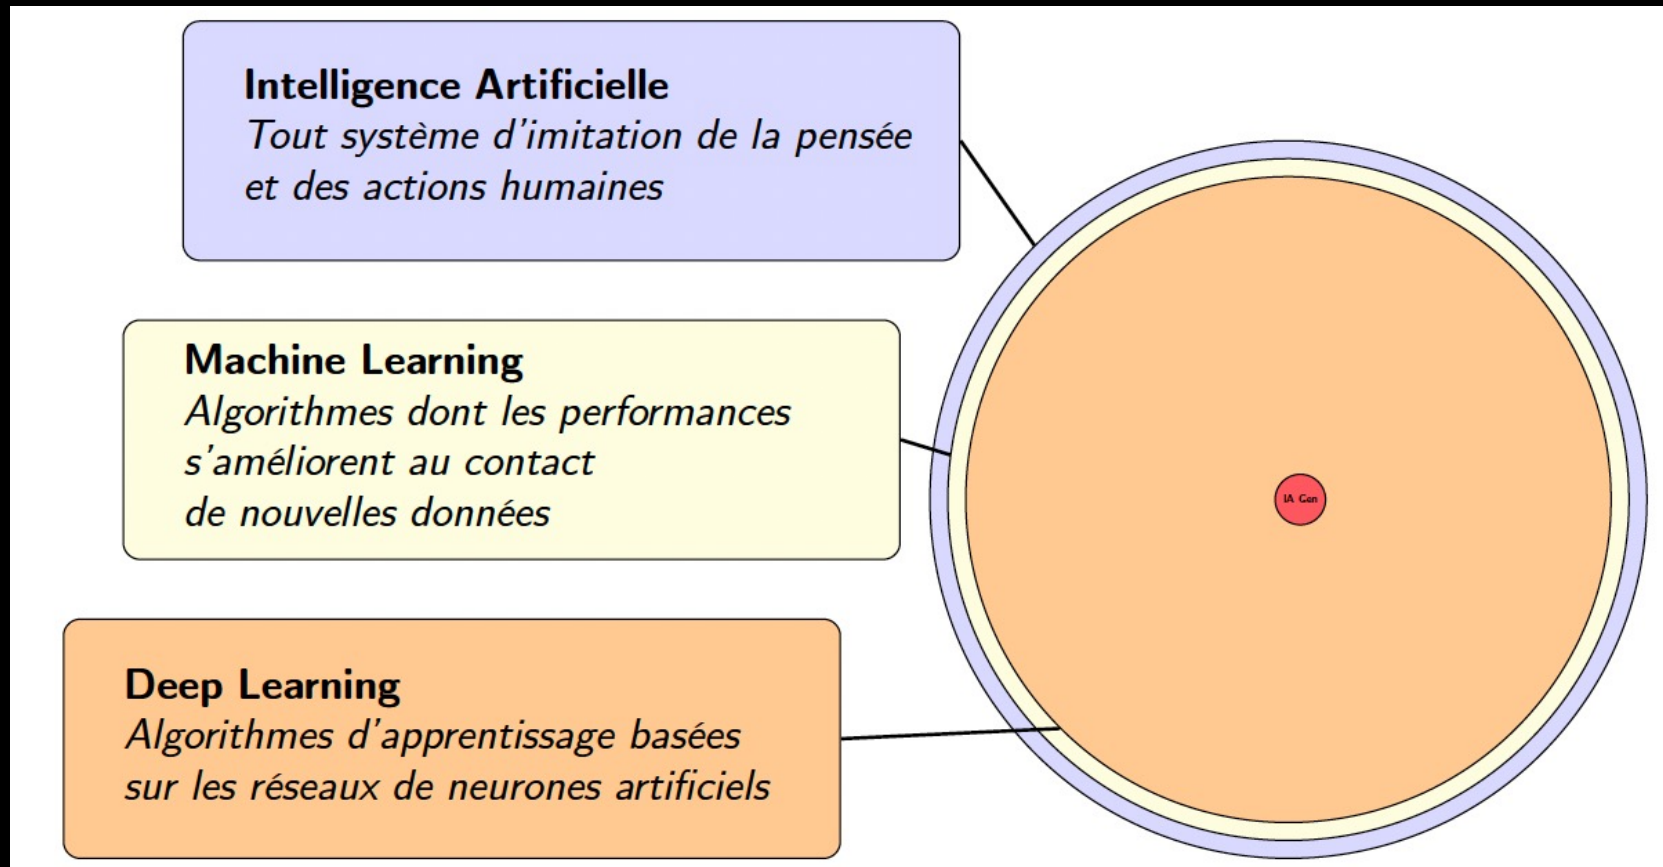 Intelligence Artificielle
Tout système d'imitation de la pensée
et des actions humaines
Machine Learning
Algorithmes dont les performances
s'améliorent au contact
de nouvelles données
Deep Learning
Algorithmes d'apprentissage basées
sur les réseaux de neurones artificiels
IA Gen